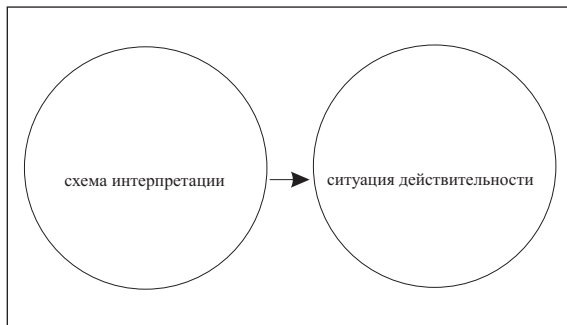 схема интерпретации
ситуация действительности